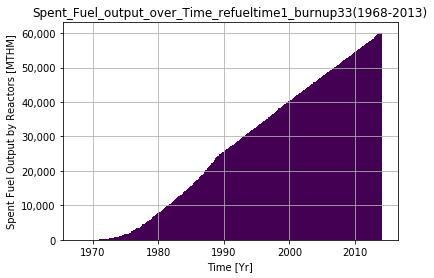 Spent_Fuel_output_over_Time_refueltime1_burnup33(1968-2013)
Spent Fuel Output by Reactors [MTHM]
60,000
50,000
40,000
30,000
20,000
10,000
0
1970 1980 1990 2000 2010
Time [Yr]